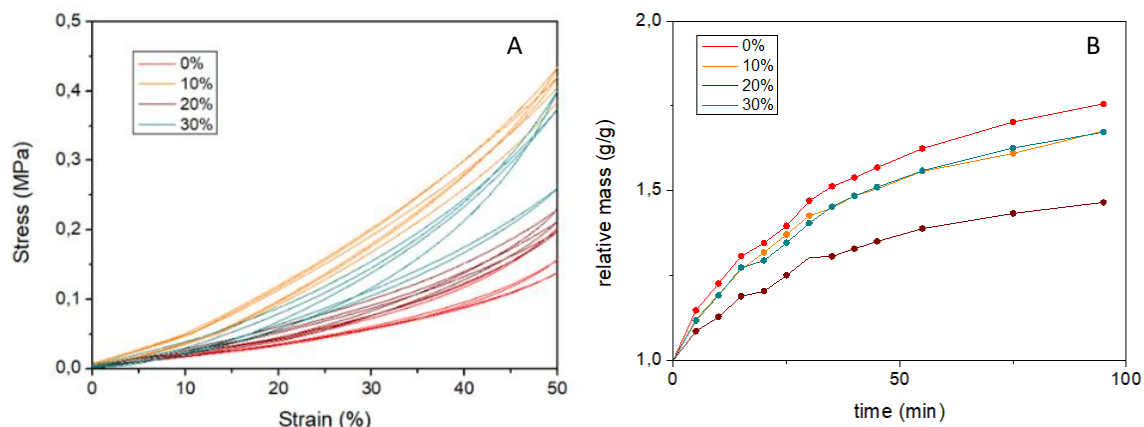 A
0%
10%
20%
30%
0,5
0,4
0,3
0,2
0,1
0,0
Stress (MPa)
0 10 20 30 40 50
Strain (%)
B
0%
10%
20%
30%
2,0
1,5
1,0
relative mass (g/g)
0 50 100
time (min)